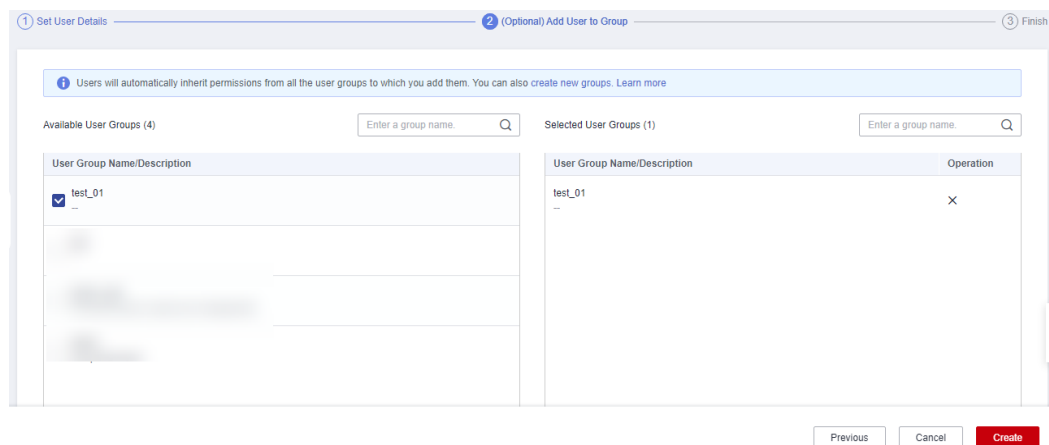 1 Set User Details 2 (Optional) Add User to Group 3 Finish
Users will automatically inherit permissions from all the user groups to which you add them. You can also create new groups. Learn more
Available User Groups (4) Enter a group name. Selected User Groups (1) Enter a group name.
User Group Name/Description User Group Name/Description Operation
test_01 test_01
-- --
Previous Cancel Create